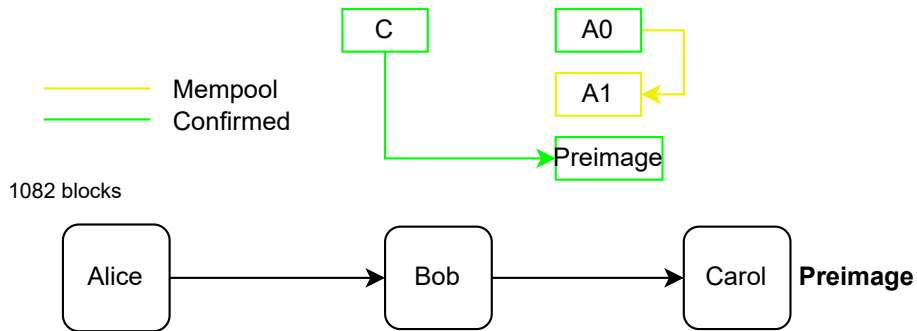 C
A0
Mempool
A1
Confirmed
Preimage
1082 blocks
Alice
Bob
Carol
Preimage